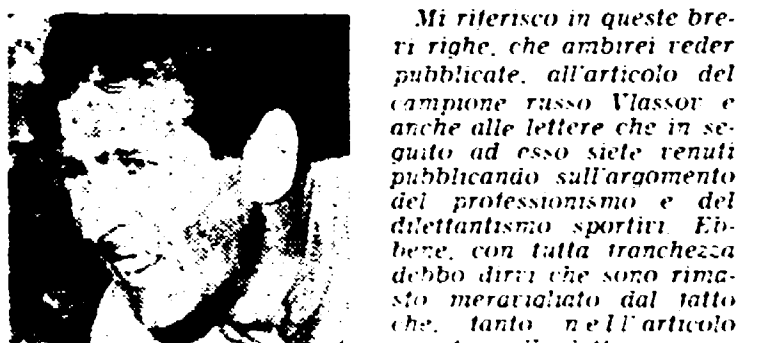 Mi riferisco in queste bre-
vi righe, che ambirei veder
pubblicate, all'articolo del
campione russo Vlassov e
anche alle lettere che in se-
guito ad esso siete venuti
pubblicando sull'argomento
del professionismo e del
dilettantismo sportivi. Eb-
bene, con tutta franchezza
debbo dirvi che sono rima-
sto meravigliato dal fatto
che, tanto nell'articolo